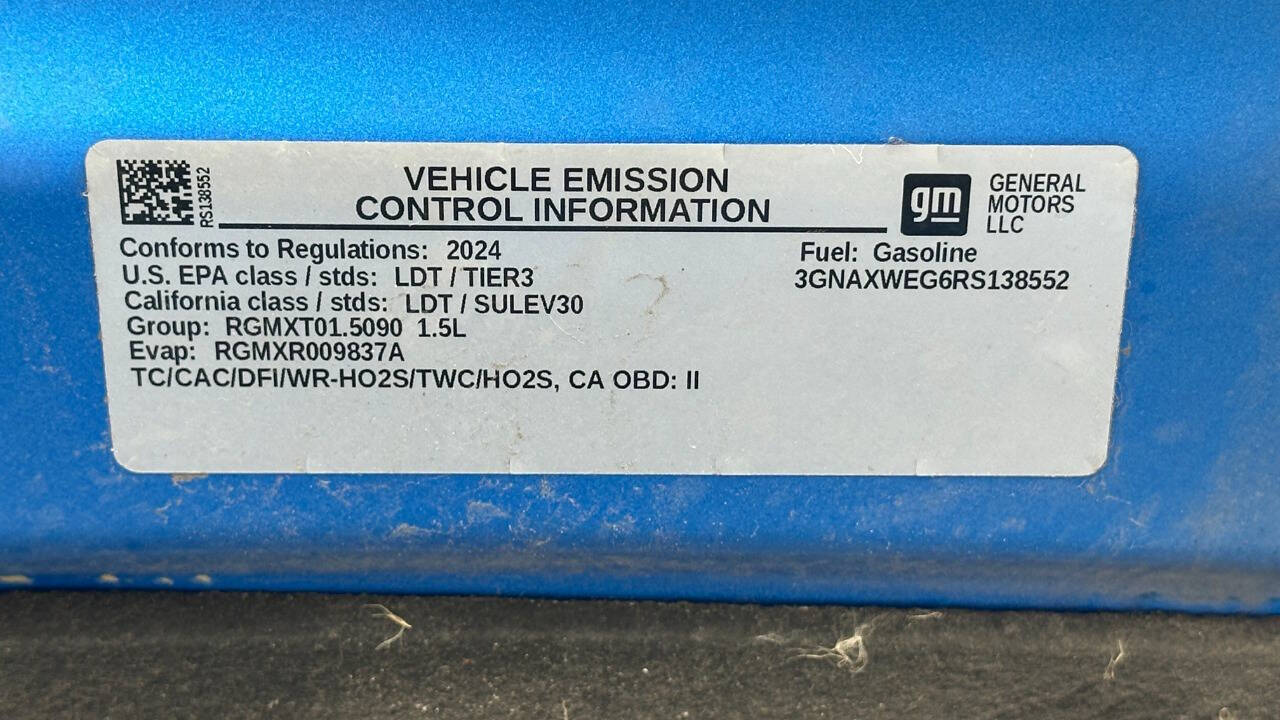 RS138552
VEHICLE EMISSION
CONTROL INFORMATION
gm
GENERAL
MOTORS
LLC
Conforms to Regulations: 2024
U.S. EPA class / stds: LDT / TIER3
California class / stds: LDT / SULEV30
Group: RGMXT01.5090 1.5L
Evap: RGMXR009837A
TC/CAC/DFI/WR-HO2S/TWC/HO2S, CA OBD: II
Fuel: Gasoline
3GNAXWEG6RS138552